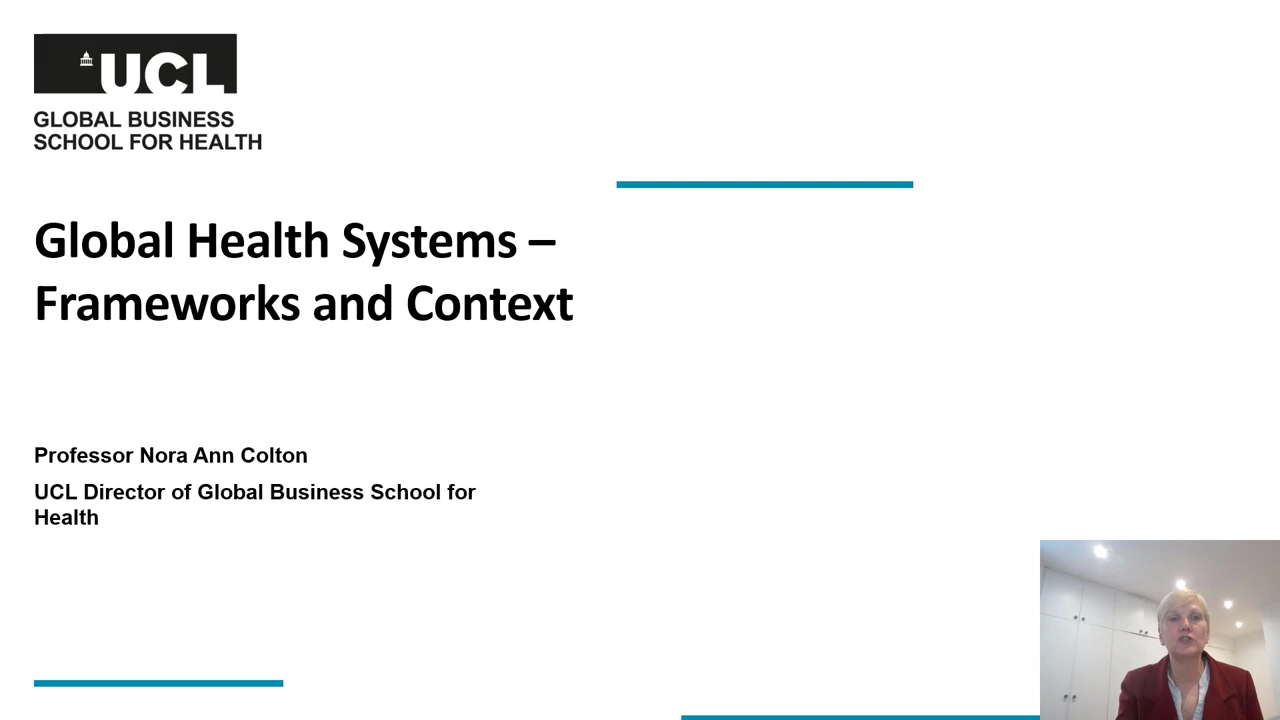 UCL
GLOBAL BUSINESS
SCHOOL FOR HEALTH
Global Health Systems –
Frameworks and Context
Professor Nora Ann Colton
UCL Director of Global Business School for
Health